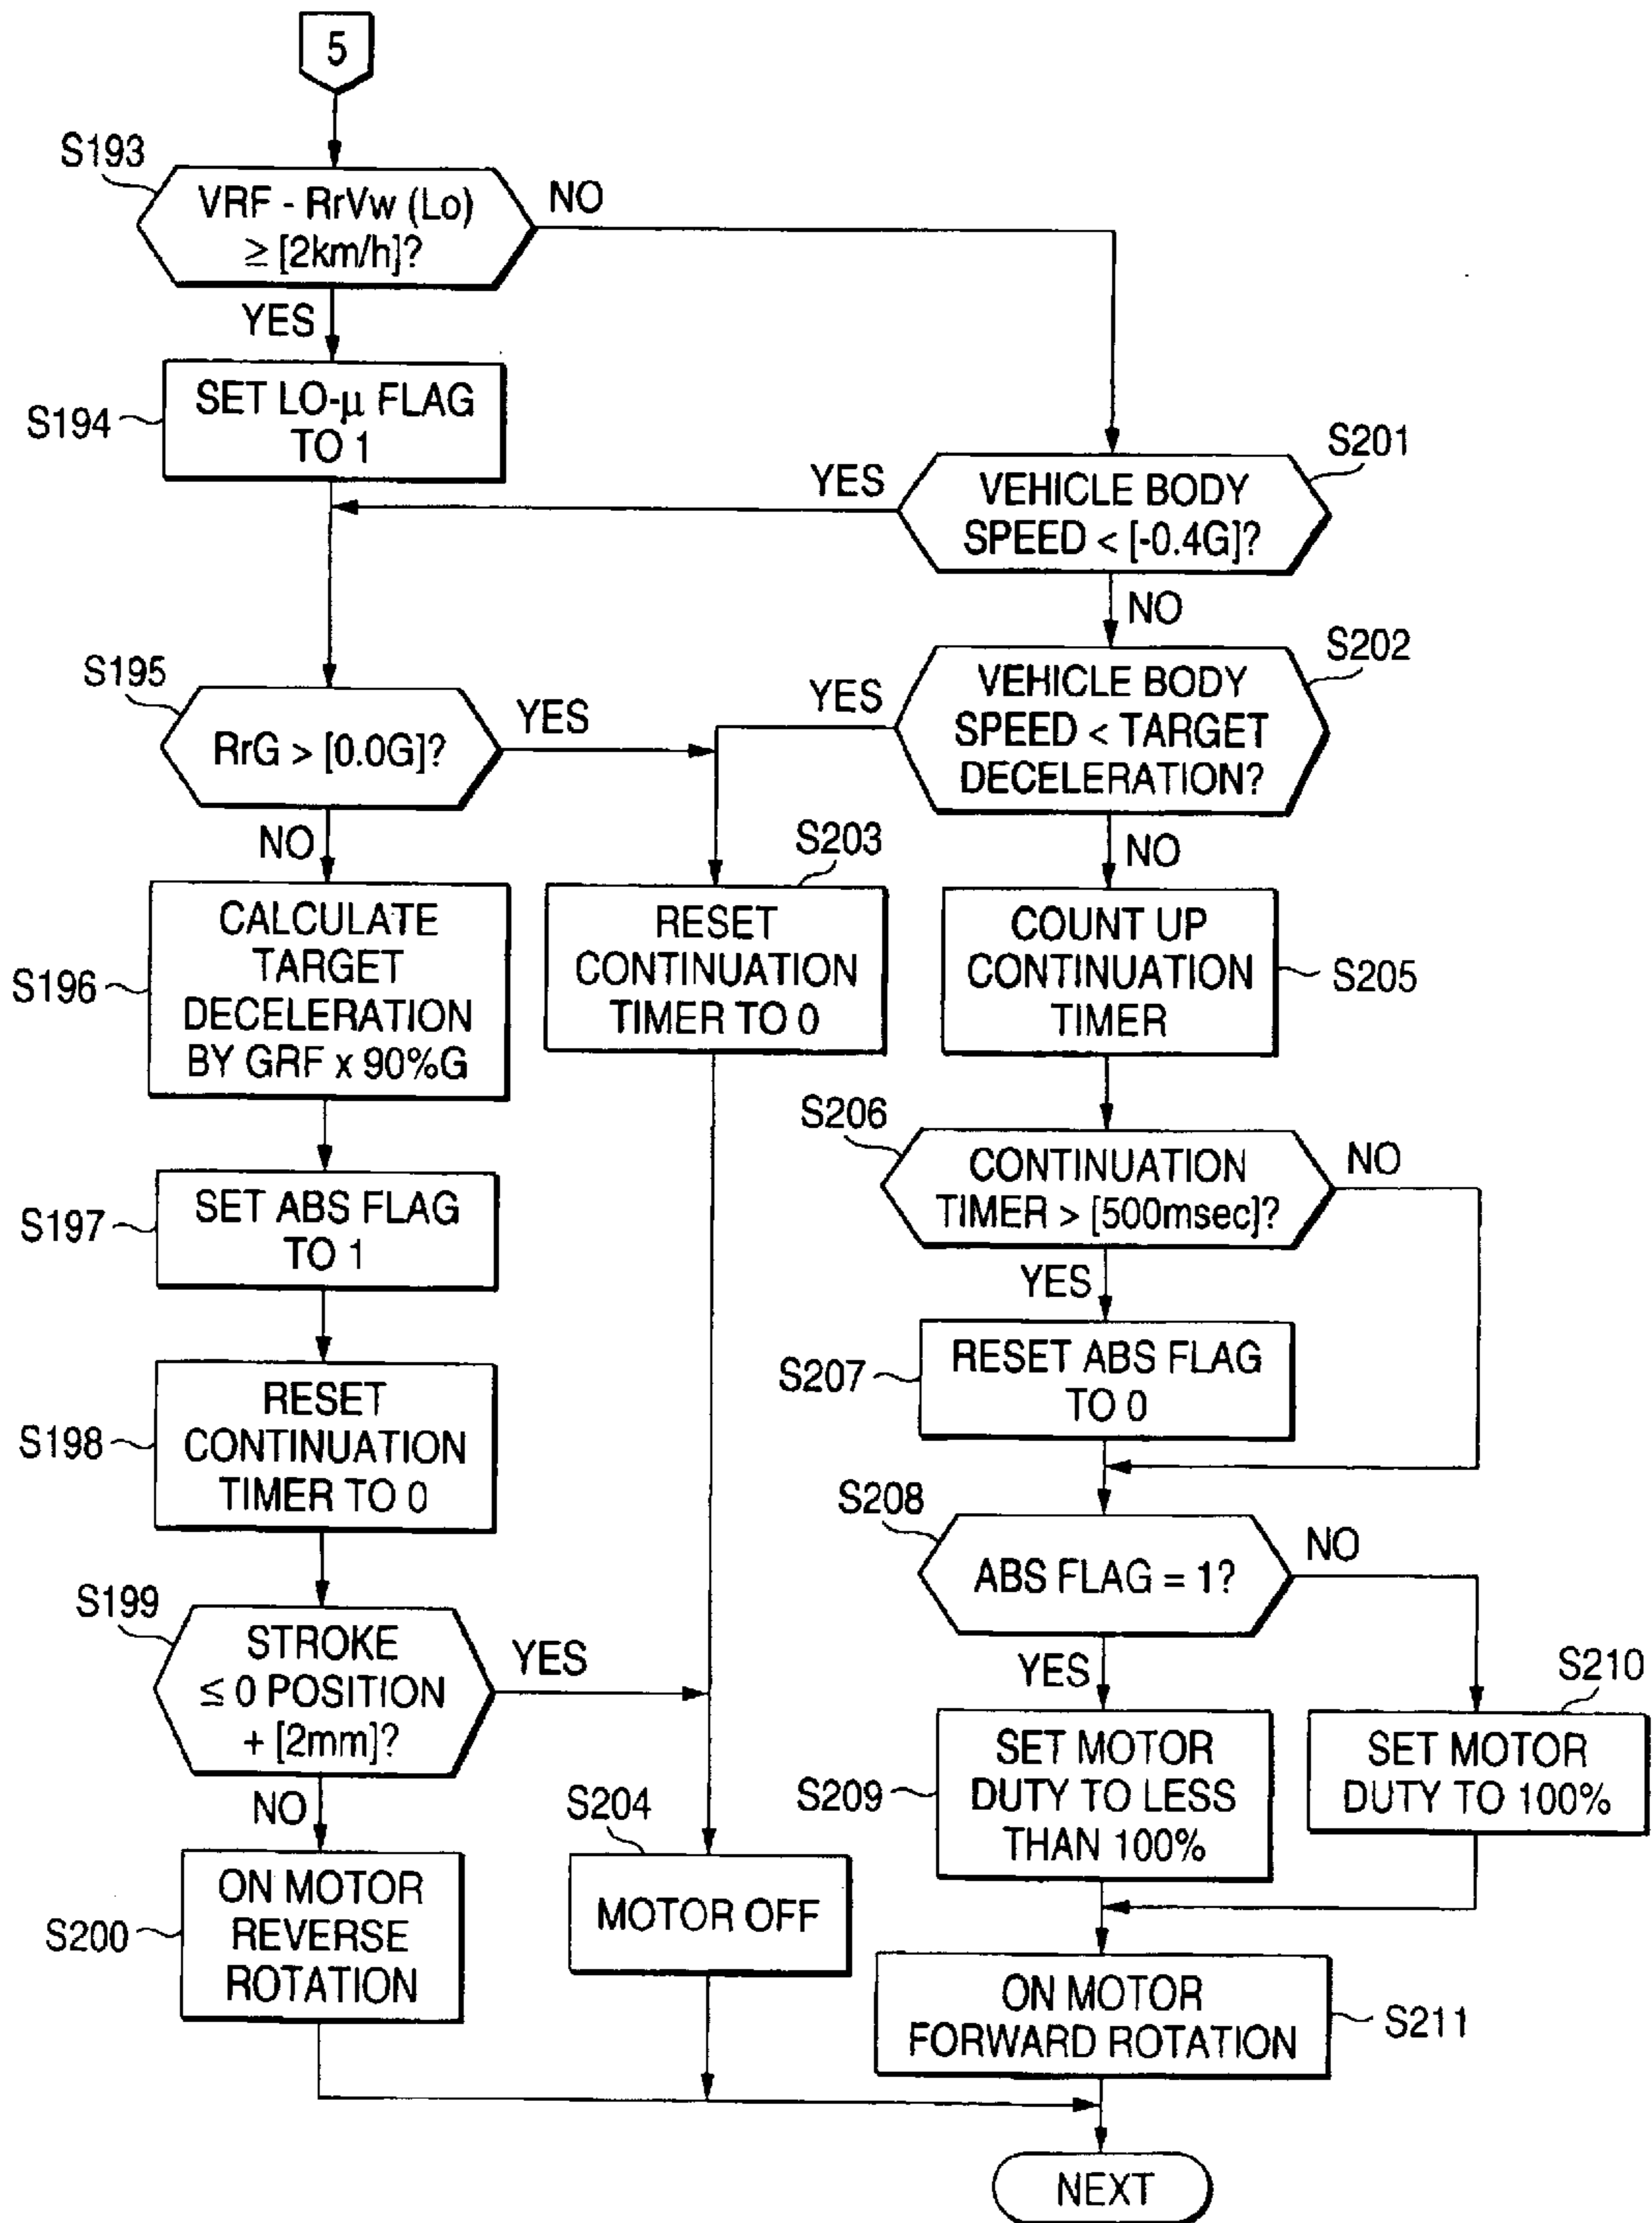 5
S193
VRF - RrVw (Lo)
≥ [2km/h]?
NO
YES
S194
SET LO-μ FLAG
TO 1
S201
YES
VEHICLE BODY
SPEED < [-0.4G]?
NO
S202
YES
VEHICLE BODY
SPEED < TARGET
DECELERATION?
NO
S195
RrG > [0.0G]?
YES
NO
S203
RESET
CONTINUATION
TIMER TO 0
S196
CALCULATE
TARGET
DECELERATION
BY GRF x 90%G
COUNT UP
CONTINUATION
TIMER
S205
S206
CONTINUATION
TIMER > [500msec]?
NO
YES
S197
SET ABS FLAG
TO 1
S207
RESET ABS FLAG
TO 0
S198
RESET
CONTINUATION
TIMER TO 0
S208
ABS FLAG = 1?
NO
YES
S199
STROKE
≤ 0 POSITION
+ [2mm]?
YES
NO
S209
SET MOTOR
DUTY TO LESS
THAN 100%
S210
SET MOTOR
DUTY TO 100%
S200
ON MOTOR
REVERSE
ROTATION
S204
MOTOR OFF
ON MOTOR
FORWARD ROTATION
S211
NEXT